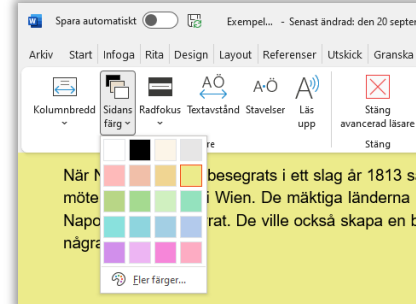 Spara automatiskt Exempel... - Senast ändrad: den 20 septe
Arkiv Start Infoga Rita Design Layout Referenser Utskick Granska
Kolumnbredd Sidans färg Radfokus Textavstånd Stavelser Läs upp Stäng avancerad läsare
re Stäng
När N besegrats i ett slag år 1813 sa
möte i Wien. De mäktiga länderna
Napo rat. De ville också skapa en b
några
Fler färger...